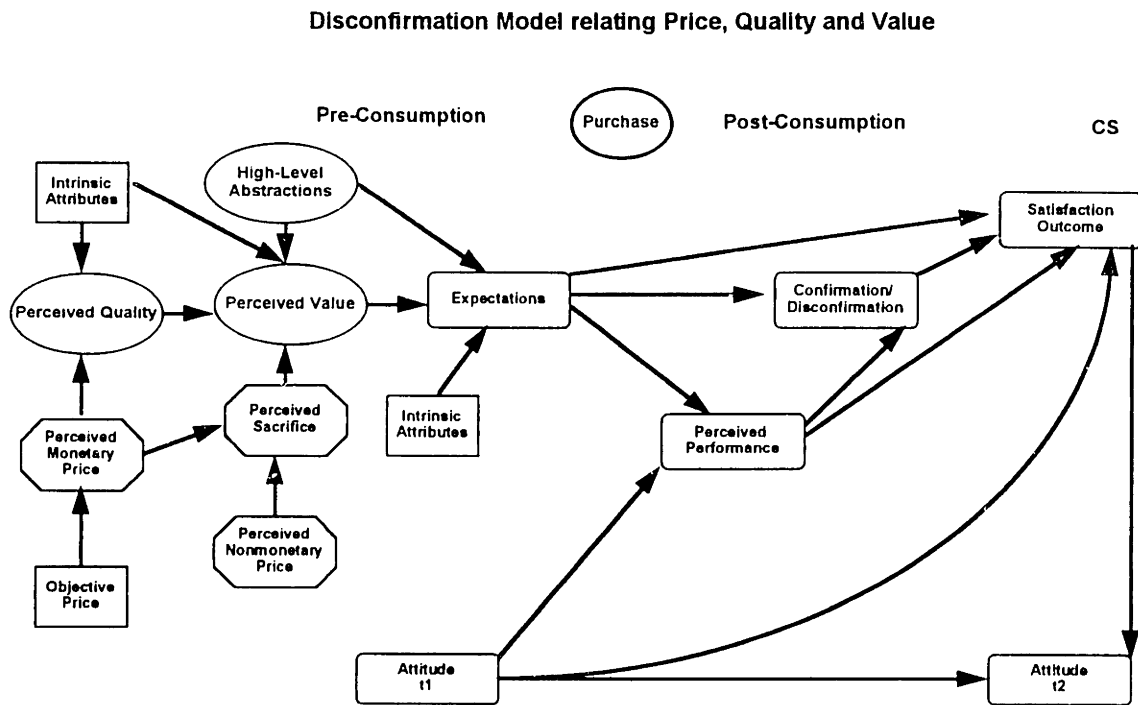 Disconfirmation Model relating Price, Quality and Value
Pre-Consumption
Purchase
Post-Consumption
CS
Intrinsic
Attributes
High-Level
Abstractions
Satisfaction
Outcome
Perceived Quality
Perceived Value
Expectations
Confirmation/
Disconfirmation
Perceived
Monetary
Price
Perceived
Sacrifice
Intrinsic
Attributes
Perceived
Performance
Perceived
Nonmonetary
Price
Objective
Price
Attitude
t1
Attitude
t2